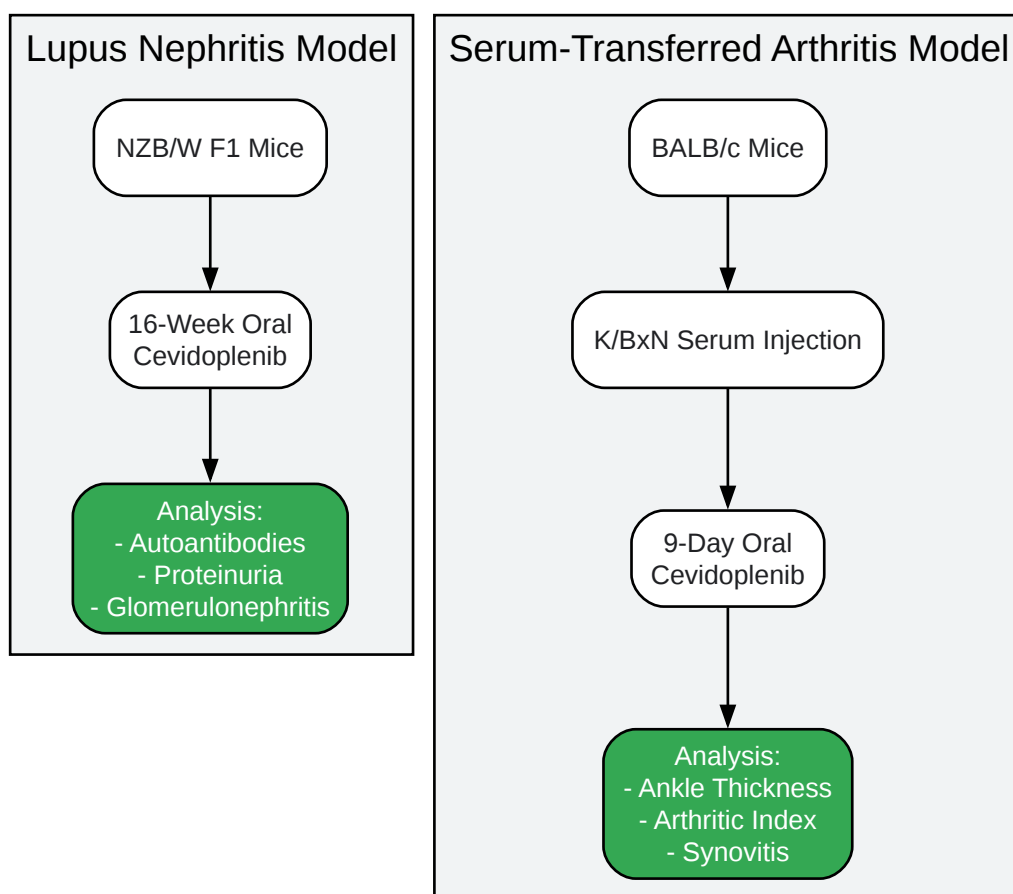 Lupus Nephritis Model
NZB/W F1 Mice
16-Week Oral
Cevidoplenib
Analysis:
- Autoantibodies
- Proteinuria
- Glomerulonephritis
Serum-Transferred Arthritis Model
BALB/c Mice
K/BxN Serum Injection
9-Day Oral
Cevidoplenib
Analysis:
- Ankle Thickness
- Arthritic Index
- Synovitis